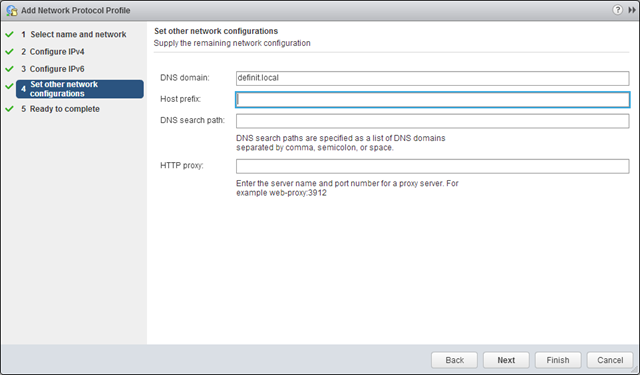 Add Network Protocol Profile
1 Select name and network
2 Configure IPv4
3 Configure IPv6
4 Set other network
configurations
5 Ready to complete
Set other network configurations
Supply the remaining network configuration
DNS domain: definit.local
Host prefix:
DNS search path:
DNS search paths are specified as a list of DNS domains
separated by comma, semicolon, or space.
HTTP proxy:
Enter the server name and port number for a proxy server. For
example web-proxy:3912
Back Next Finish Cancel